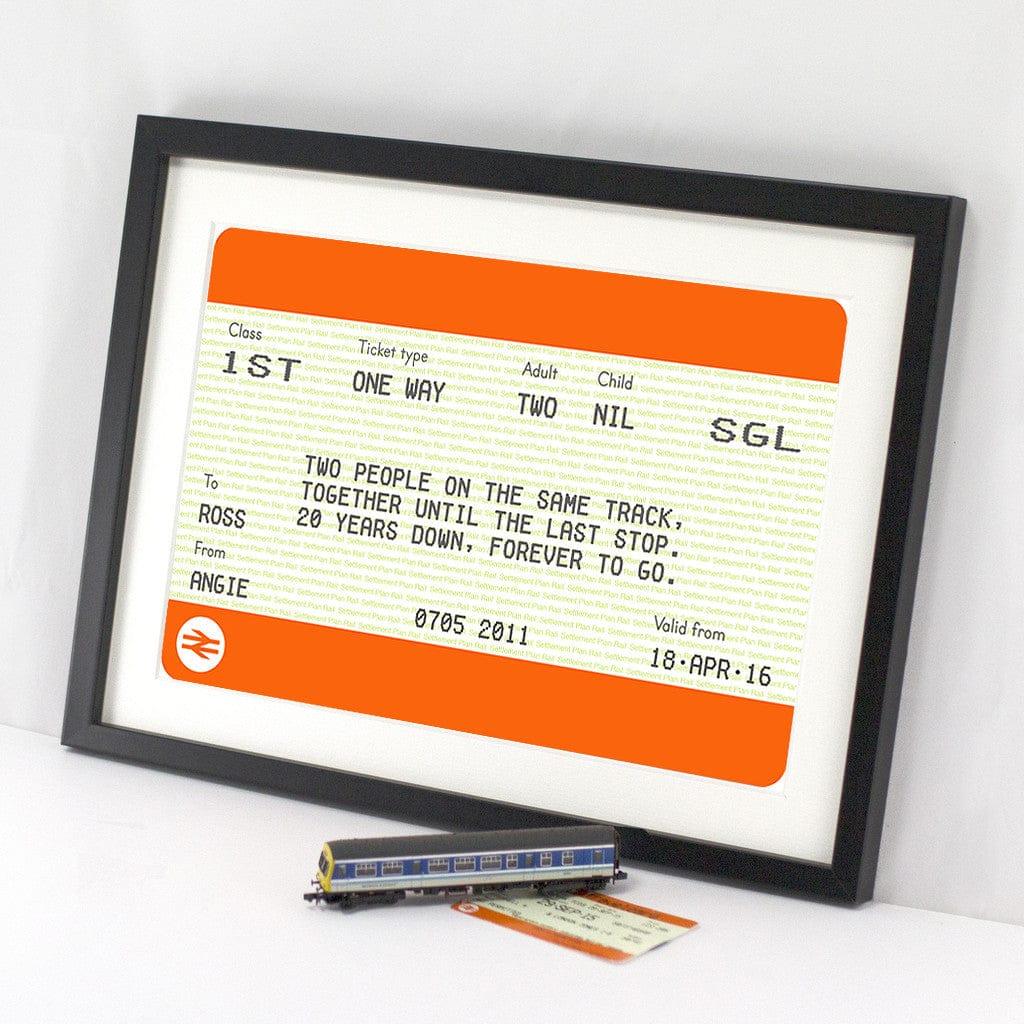 Class Ticket type Adult Child
1ST ONE WAY TWO NIL SGL
TWO PEOPLE ON THE SAME TRACK,
TOGETHER UNTIL THE LAST STOP.
20 YEARS DOWN, FOREVER TO GO.
To
ROSS
From
ANGIE
0705 2011
Valid from
18·APR·16